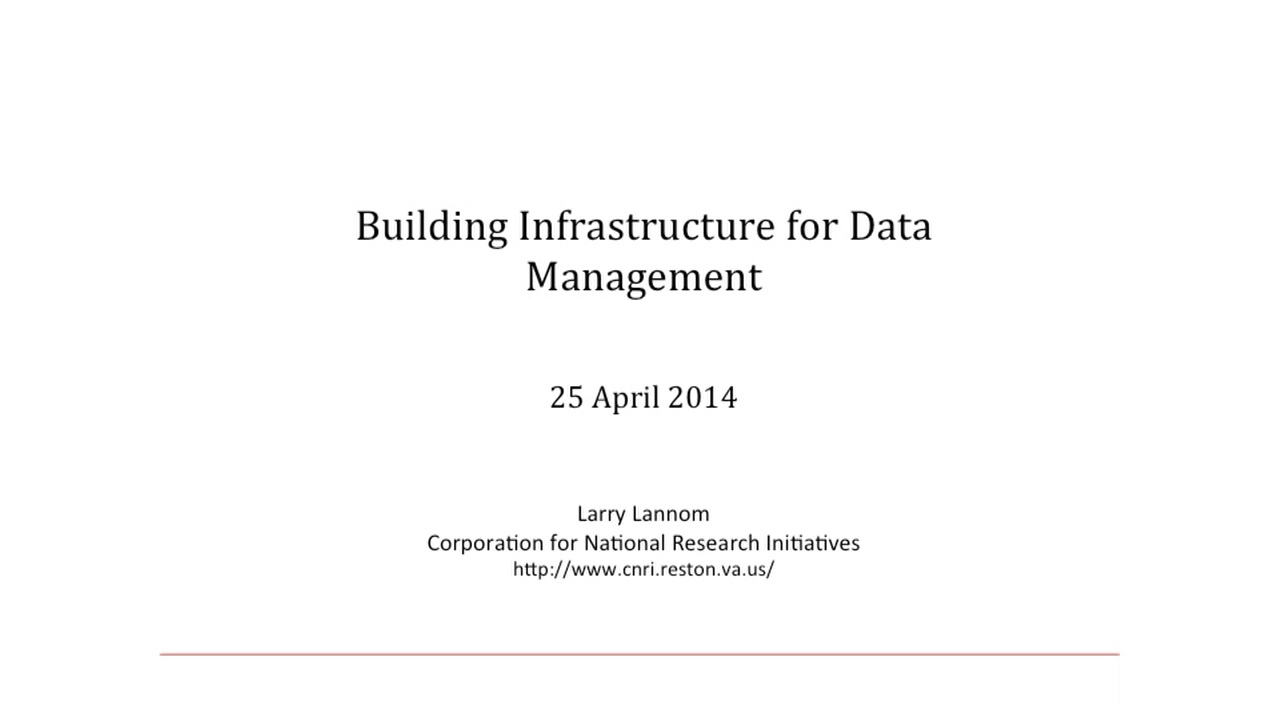 Building Infrastructure for Data
Management
25 April 2014
Larry Lannom
Corporation for National Research Initiatives
http://www.cnri.reston.va.us/